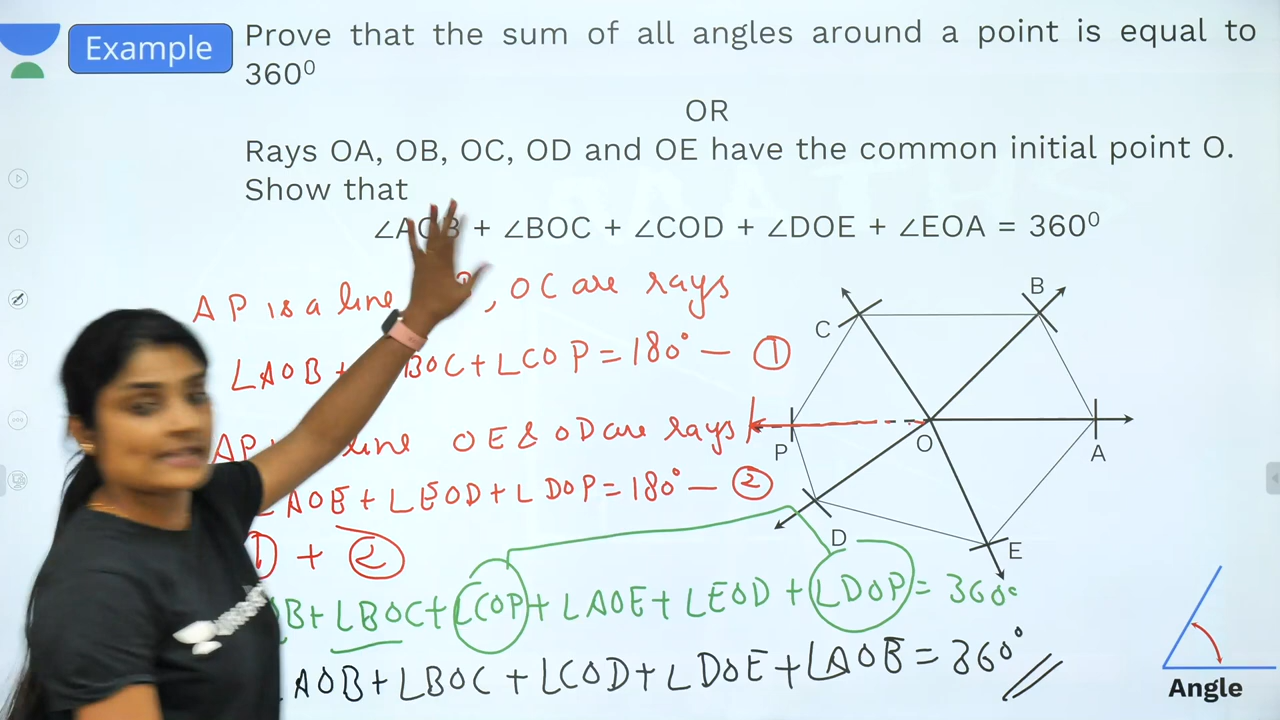 Example
Prove that the sum of all angles around a point is equal to
360⁰
OR
Rays OA, OB, OC, OD and OE have the common initial point O.
Show that
∠AOB + ∠BOC + ∠COD + ∠DOE + ∠EOA = 360⁰
AP is a line , OC are rays
∠AOB + BOC + ∠COP = 180° — ①
AP line OE & OD are rays
AOE + ∠EOD + ∠DOP = 180° — ②
① + ②
B + ∠BOC + ∠COP + ∠AOE + ∠EOD + ∠DOP = 360°
AOB + ∠BOC + ∠COD + ∠DOE + ∠AOE = 360°
B
C
P
O
A
D
E
Angle